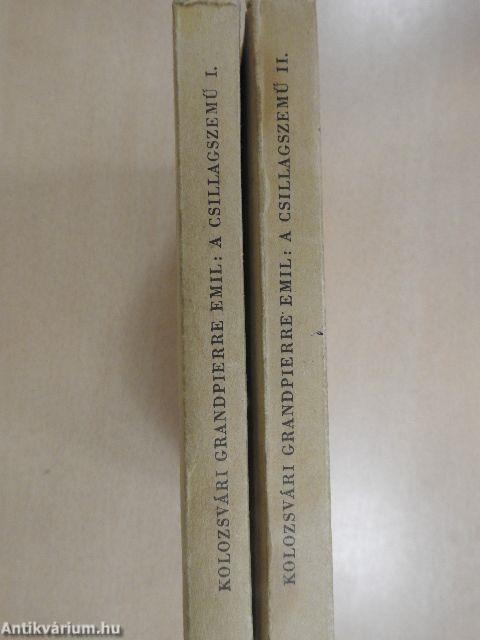 KOLOZSVÁRI GRANDPIERRE EMIL: A CSILLAGSZEMŰ I.
KOLOZSVÁRI GRANDPIERRE EMIL: A CSILLAGSZEMŰ II.
Antikvárium.hu